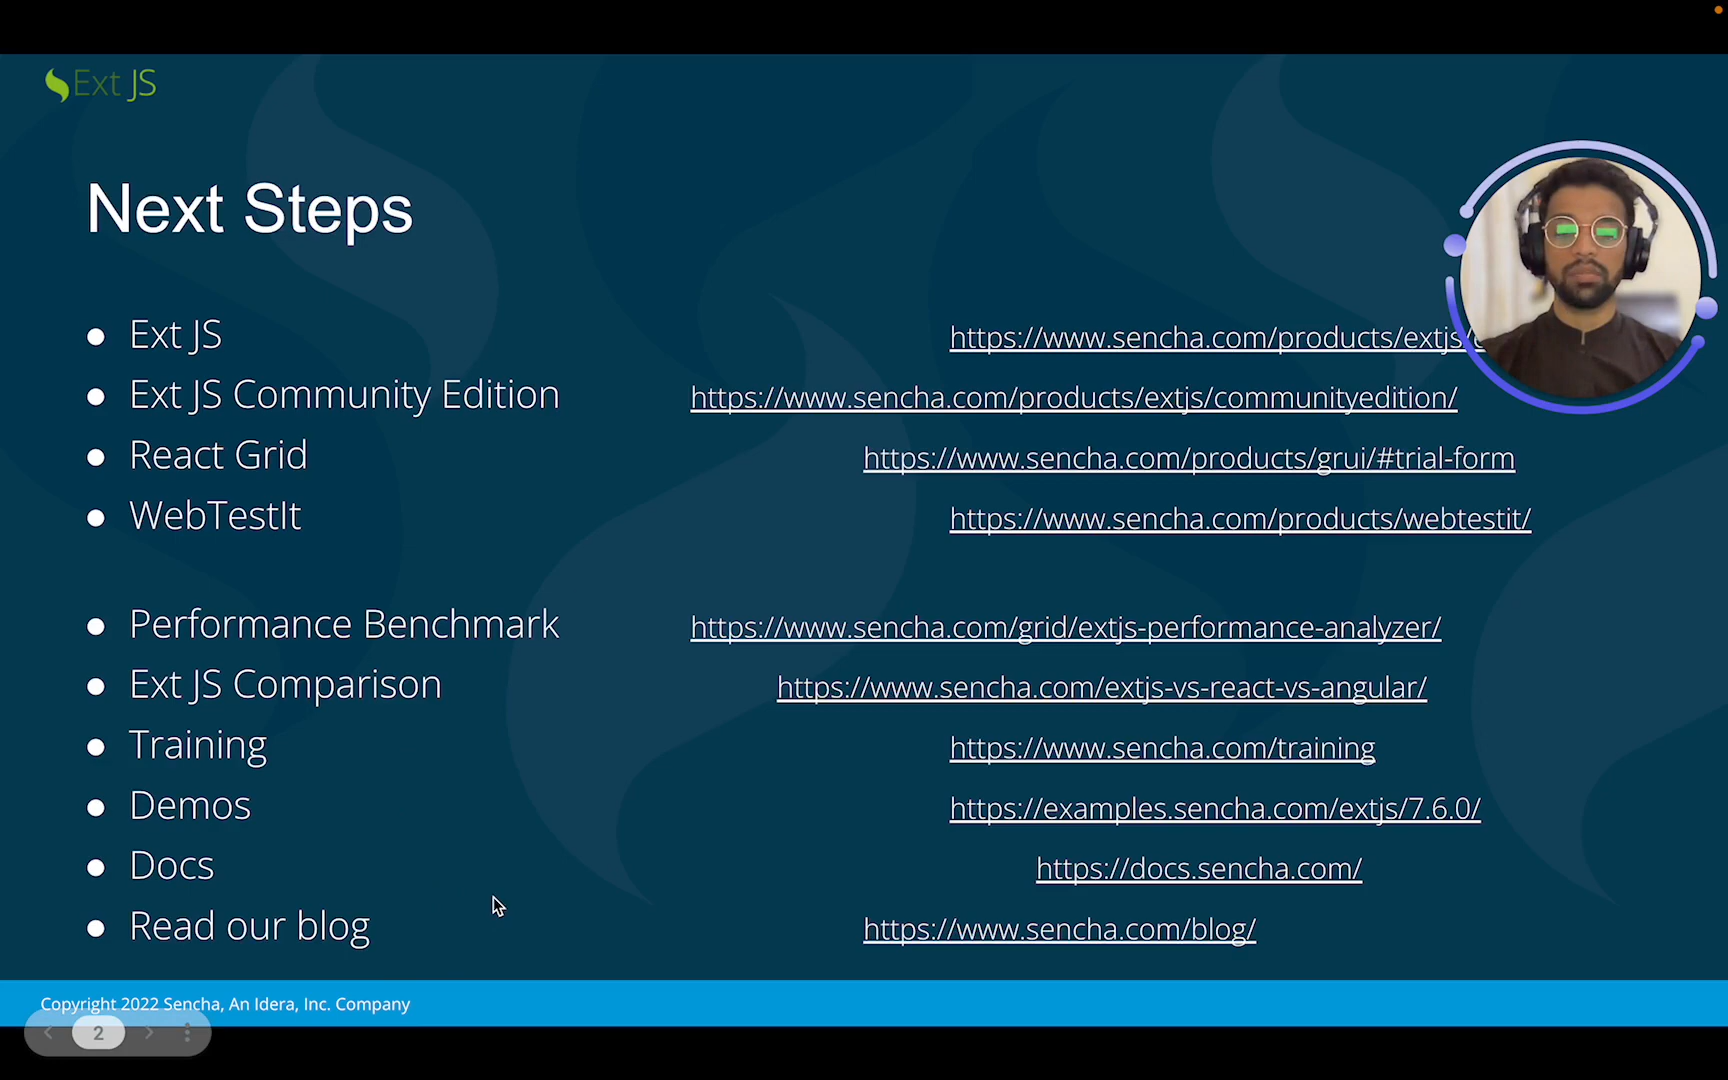 Ext JS
Next Steps
● Ext JS https://www.sencha.com/products/extjs/
● Ext JS Community Edition https://www.sencha.com/products/extjs/communityedition/
● React Grid https://www.sencha.com/products/grui/#trial-form
● WebTestIt https://www.sencha.com/products/webtestit/
● Performance Benchmark https://www.sencha.com/grid/extjs-performance-analyzer/
● Ext JS Comparison https://www.sencha.com/extjs-vs-react-vs-angular/
● Training https://www.sencha.com/training
● Demos https://examples.sencha.com/extjs/7.6.0/
● Docs https://docs.sencha.com/
● Read our blog https://www.sencha.com/blog/
Copyright 2022 Sencha, An Idera, Inc. Company
2